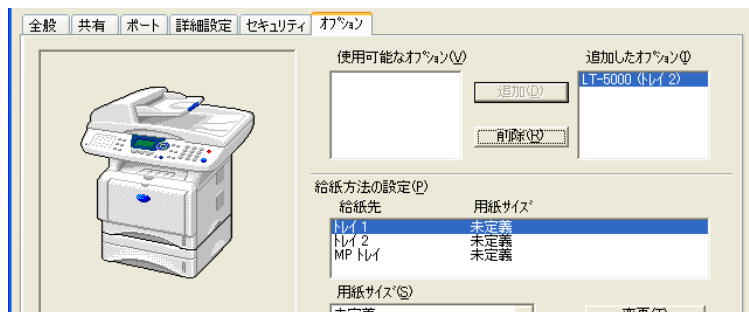 全般 共有 ポート 詳細設定 セキュリティ オプション
使用可能なオプション(V) 追加したオプション(I)
追加(D)
LT-5000 (トレイ 2)
削除(R)
給紙方法の設定(P)
給紙先 用紙サイズ
トレイ 1 未定義
トレイ 2 未定義
MP トレイ 未定義
用紙サイズ(S)
未定義